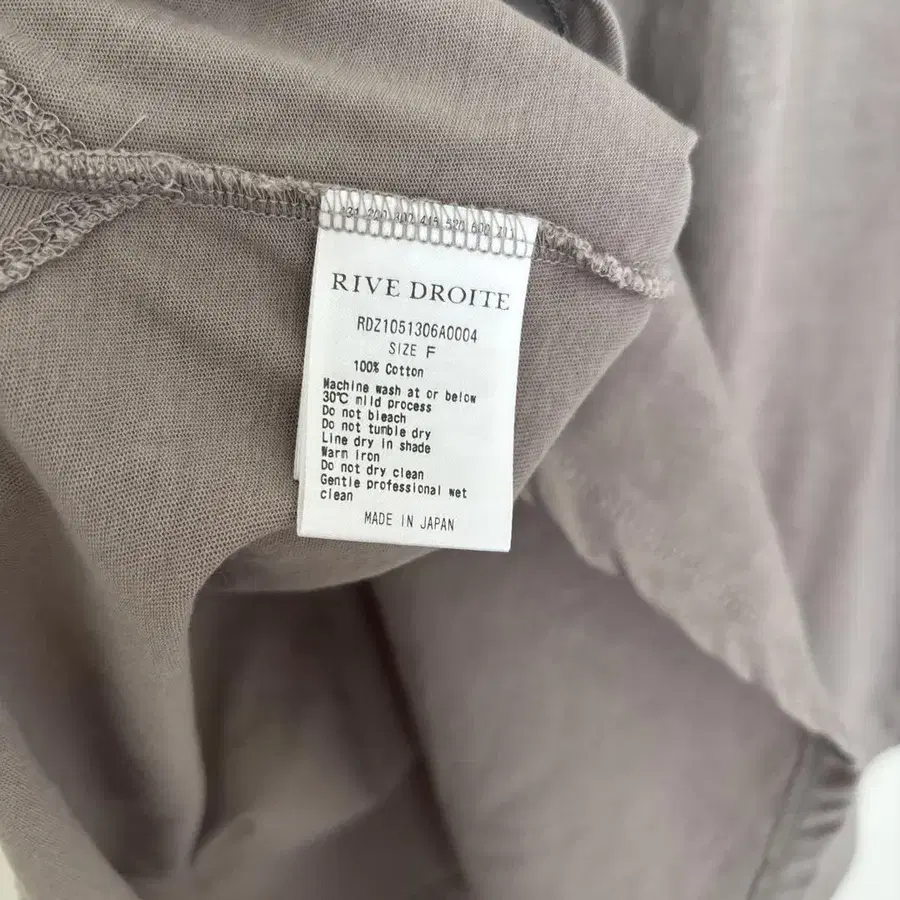 RIVE DROITE
RDZ1051306A0004
SIZE F
100% Cotton
Machine wash at or below
30℃ mild process
Do not bleach
Do not tumble dry
Line dry in shade
Warm iron
Do not dry clean
Gentle professional wet
clean
MADE IN JAPAN